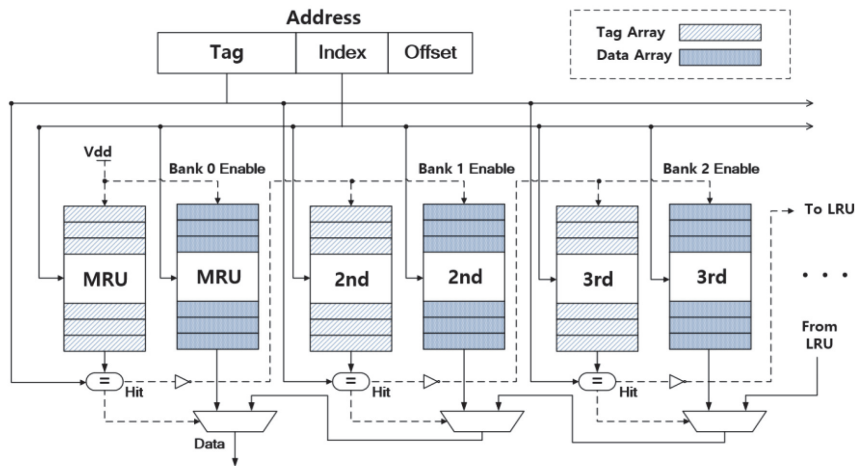 Address
Tag Index Offset
Tag Array
Data Array
Vdd
Bank 0 Enable
Bank 1 Enable
Bank 2 Enable
To LRU
MRU MRU 2nd 2nd 3rd 3rd
. . .
From
LRU
= = =
Hit Hit Hit
Data